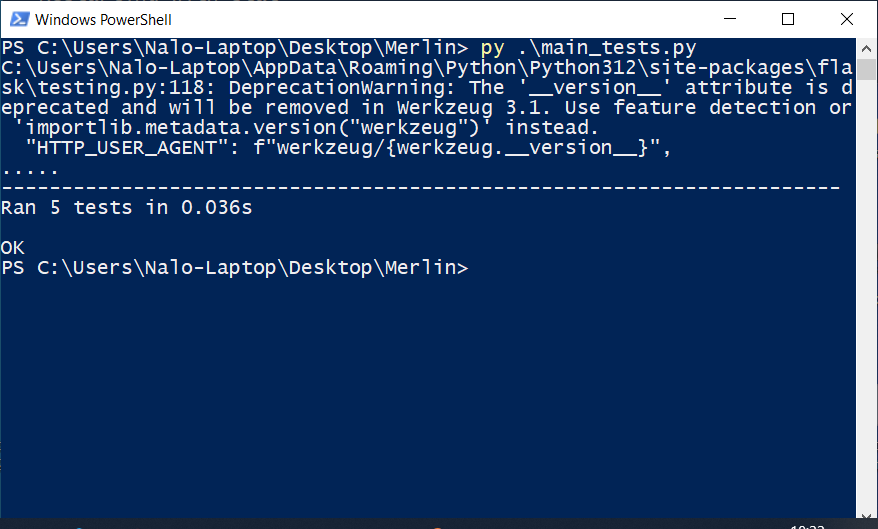 Windows PowerShell
PS C:\Users\Nalo-Laptop\Desktop\Merlin> py .\main_tests.py
C:\Users\Nalo-Laptop\AppData\Roaming\Python\Python312\site-packages\fla
sk\testing.py:118: DeprecationWarning: The '__version__' attribute is d
eprecated and will be removed in Werkzeug 3.1. Use feature detection or
 'importlib.metadata.version("werkzeug")' instead.
  "HTTP_USER_AGENT": f"werkzeug/{werkzeug.__version__}",
.....
----------------------------------------------------------------------
Ran 5 tests in 0.036s
OK
PS C:\Users\Nalo-Laptop\Desktop\Merlin>